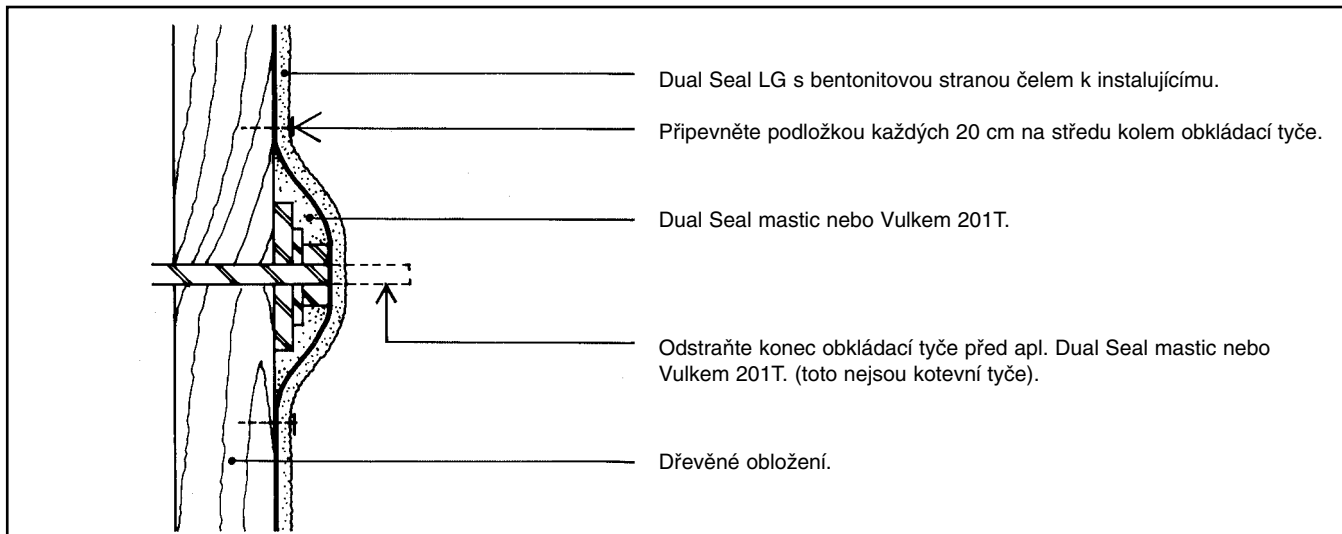 Dual Seal LG s bentonitovou stranou čelem k instalujícímu.
Připevněte podložkou každých 20 cm na středu kolem obkládací tyče.
Dual Seal mastic nebo Vulkem 201T.
Odstraňte konec obkládací tyče před apl. Dual Seal mastic nebo
Vulkem 201T. (toto nejsou kotevní tyče).
Dřevěné obložení.